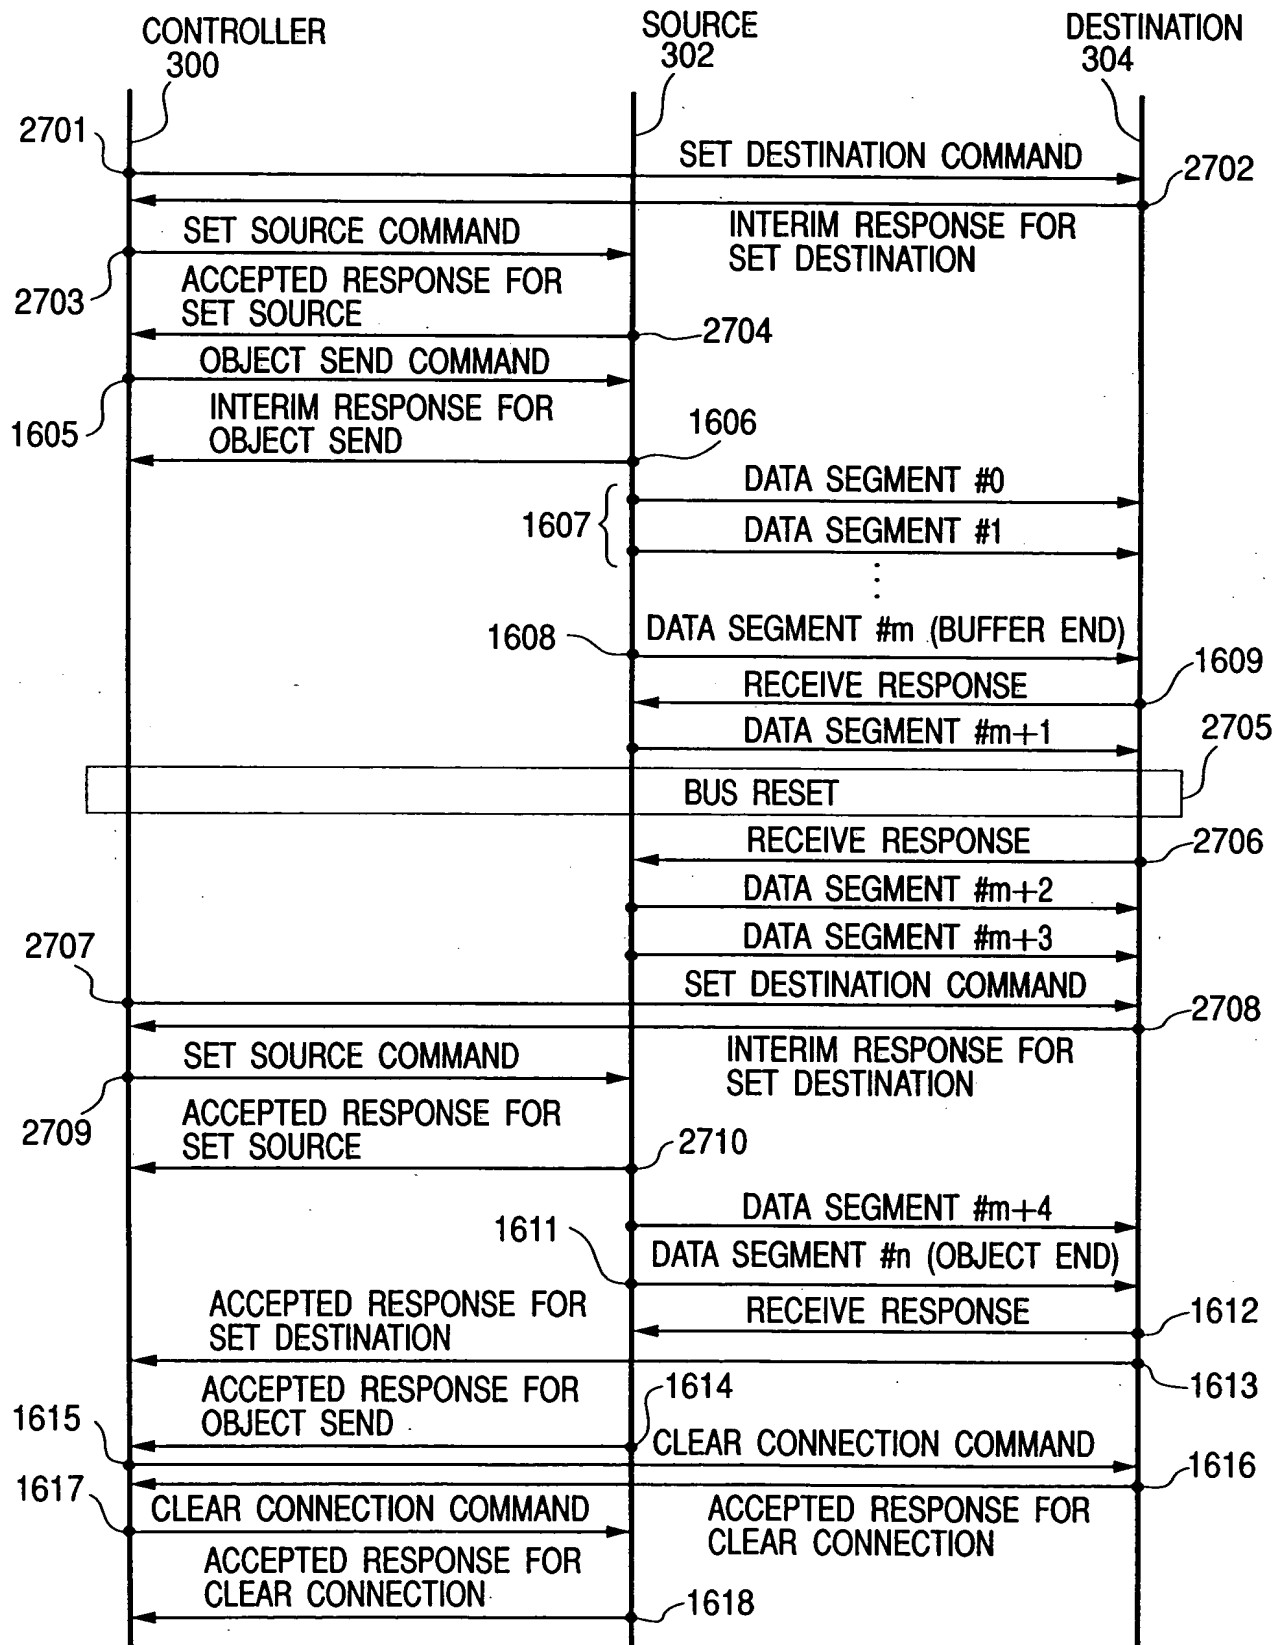 CONTROLLER
300
SOURCE
302
DESTINATION
304
2701
SET DESTINATION COMMAND
2702
INTERIM RESPONSE FOR
SET DESTINATION
SET SOURCE COMMAND
2703
ACCEPTED RESPONSE FOR
SET SOURCE
2704
OBJECT SEND COMMAND
1605
INTERIM RESPONSE FOR
OBJECT SEND
1606
DATA SEGMENT #0
1607
DATA SEGMENT #1
⋮
1608
DATA SEGMENT #m (BUFFER END)
RECEIVE RESPONSE
1609
DATA SEGMENT #m+1
2705
BUS RESET
RECEIVE RESPONSE
2706
DATA SEGMENT #m+2
DATA SEGMENT #m+3
2707
SET DESTINATION COMMAND
2708
INTERIM RESPONSE FOR
SET DESTINATION
SET SOURCE COMMAND
2709
ACCEPTED RESPONSE FOR
SET SOURCE
2710
DATA SEGMENT #m+4
1611
DATA SEGMENT #n (OBJECT END)
RECEIVE RESPONSE
1612
ACCEPTED RESPONSE FOR
SET DESTINATION
1613
ACCEPTED RESPONSE FOR
OBJECT SEND
1614
1615
CLEAR CONNECTION COMMAND
1616
ACCEPTED RESPONSE FOR
CLEAR CONNECTION
1617
CLEAR CONNECTION COMMAND
ACCEPTED RESPONSE FOR
CLEAR CONNECTION
1618